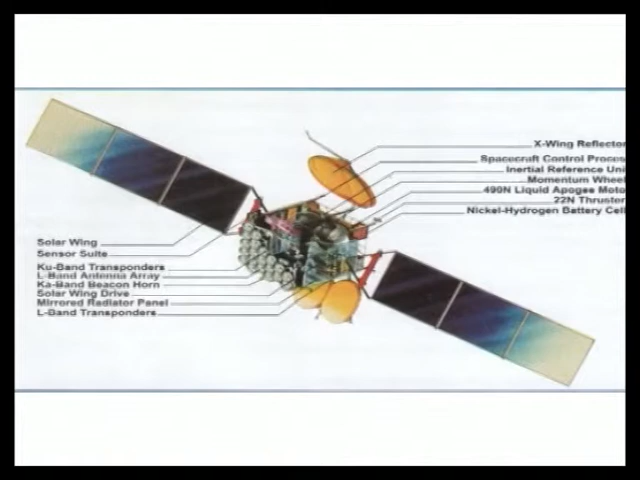 X-Wing Reflector
Spacecraft Control Proces
Inertial Reference Uni
Momentum Wheel
490N Liquid Apogee Moto
22N Thruster
Nickel-Hydrogen Battery Cell
Solar Wing
Sensor Suite
Ku-Band Transponders
L-Band Antenna Array
Ka-Band Beacon Horn
Solar Wing Drive
Mirrored Radiator Panel
L-Band Transponders